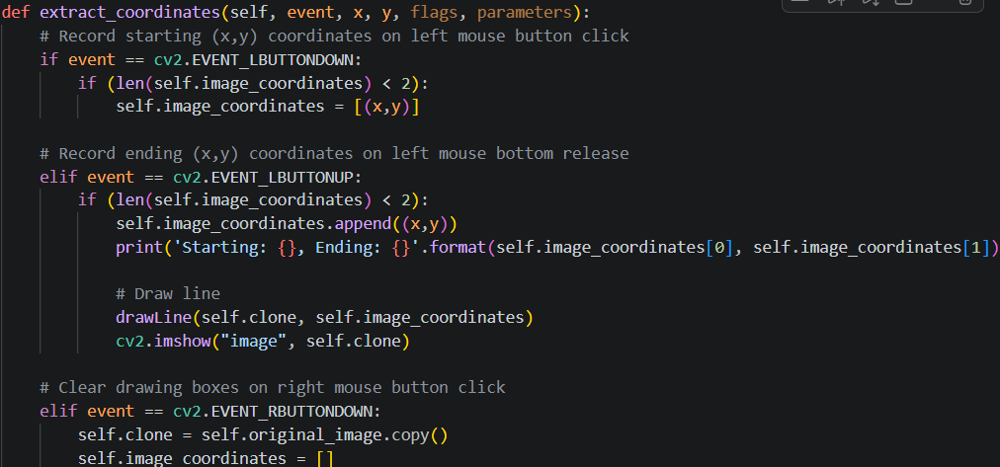 def extract_coordinates(self, event, x, y, flags, parameters):
    # Record starting (x,y) coordinates on left mouse button click
    if event == cv2.EVENT_LBUTTONDOWN:
        if (len(self.image_coordinates) < 2):
            self.image_coordinates = [(x,y)]

    # Record ending (x,y) coordinates on left mouse bottom release
    elif event == cv2.EVENT_LBUTTONUP:
        if (len(self.image_coordinates) < 2):
            self.image_coordinates.append((x,y))
            print('Starting: {}, Ending: {}'.format(self.image_coordinates[0], self.image_coordinates[1])

            # Draw line
            drawLine(self.clone, self.image_coordinates)
            cv2.imshow("image", self.clone)

    # Clear drawing boxes on right mouse button click
    elif event == cv2.EVENT_RBUTTONDOWN:
        self.clone = self.original_image.copy()
        self.image_coordinates = []